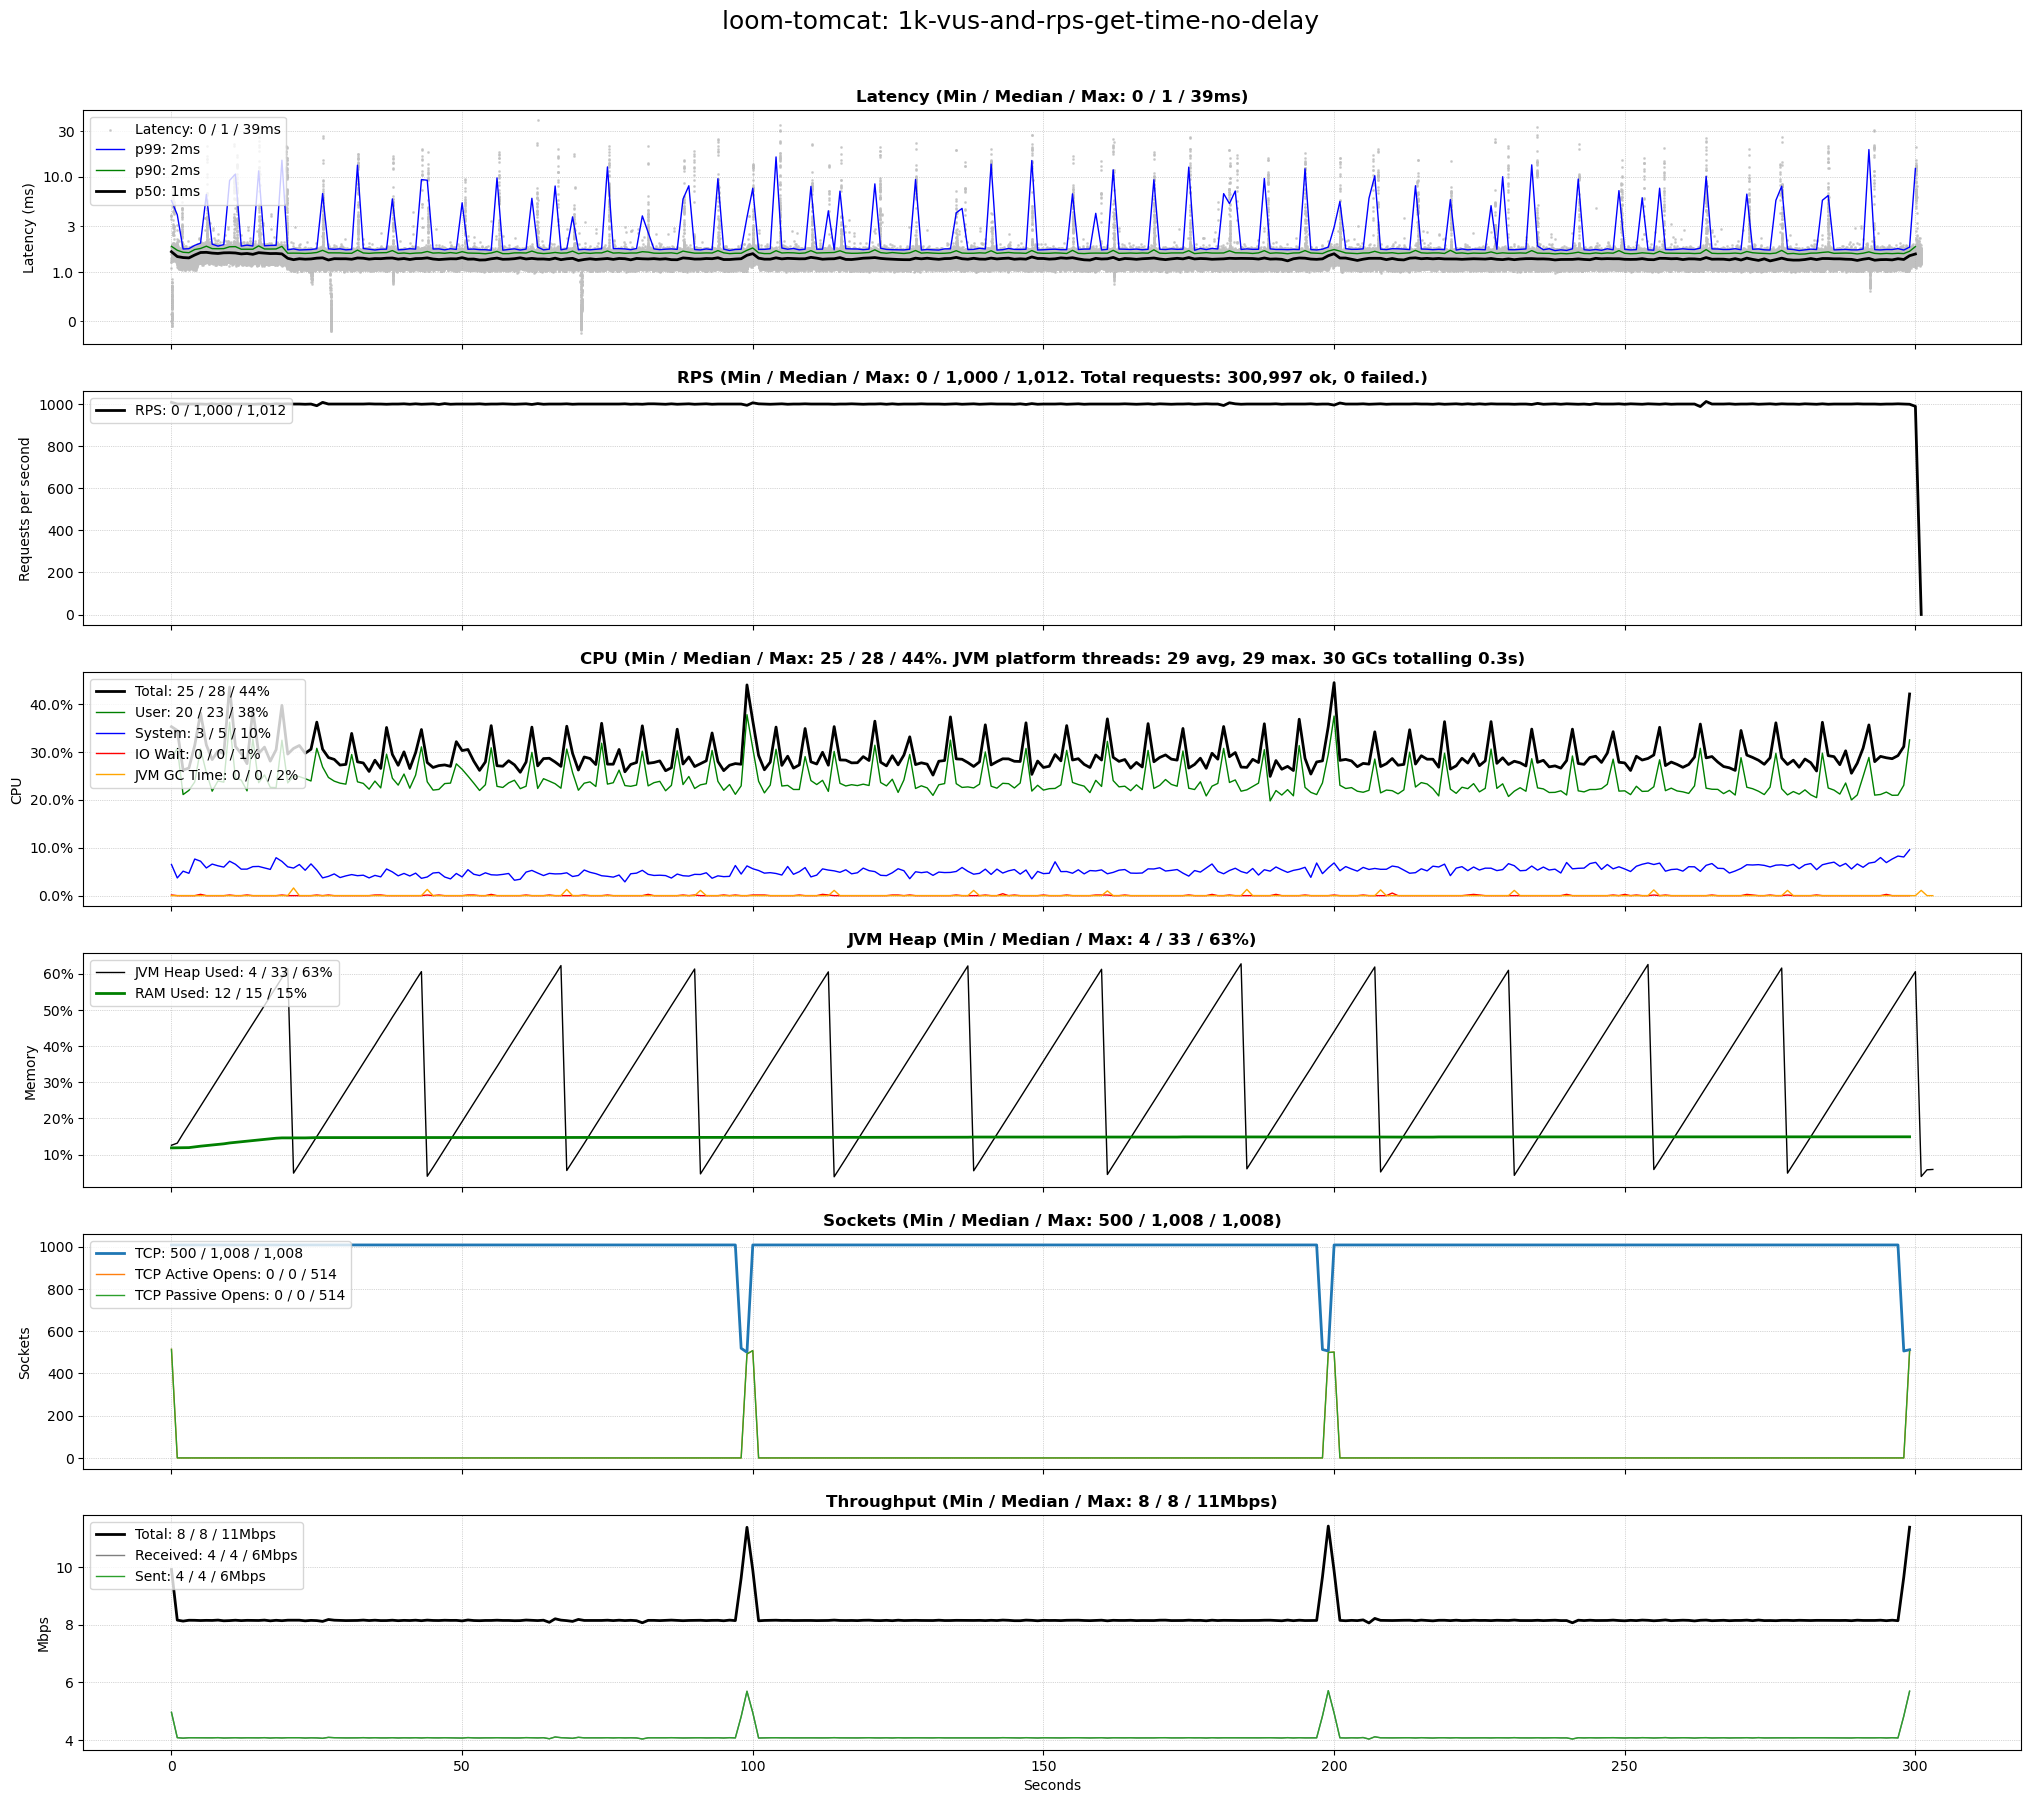 loom-tomcat: 1k-vus-and-rps-get-time-no-delay
Latency (Min / Median / Max: 0 / 1 / 39ms)
Latency: 0 / 1 / 39ms
p99: 2ms
p90: 2ms
p50: 1ms
Latency (ms)
30
10.0
3
1.0
0
RPS (Min / Median / Max: 0 / 1,000 / 1,012. Total requests: 300,997 ok, 0 failed.)
RPS: 0 / 1,000 / 1,012
Requests per second
1000
800
600
400
200
0
CPU (Min / Median / Max: 25 / 28 / 44%. JVM platform threads: 29 avg, 29 max. 30 GCs totalling 0.3s)
Total: 25 / 28 / 44%
User: 20 / 23 / 38%
System: 3 / 5 / 10%
IO Wait: 0 / 0 / 1%
JVM GC Time: 0 / 0 / 2%
CPU
40.0%
30.0%
20.0%
10.0%
0.0%
JVM Heap (Min / Median / Max: 4 / 33 / 63%)
JVM Heap Used: 4 / 33 / 63%
RAM Used: 12 / 15 / 15%
Memory
60%
50%
40%
30%
20%
10%
Sockets (Min / Median / Max: 500 / 1,008 / 1,008)
TCP: 500 / 1,008 / 1,008
TCP Active Opens: 0 / 0 / 514
TCP Passive Opens: 0 / 0 / 514
Sockets
1000
800
600
400
200
0
Throughput (Min / Median / Max: 8 / 8 / 11Mbps)
Total: 8 / 8 / 11Mbps
Received: 4 / 4 / 6Mbps
Sent: 4 / 4 / 6Mbps
Mbps
10
8
6
4
0 50 100 150 200 250 300
Seconds